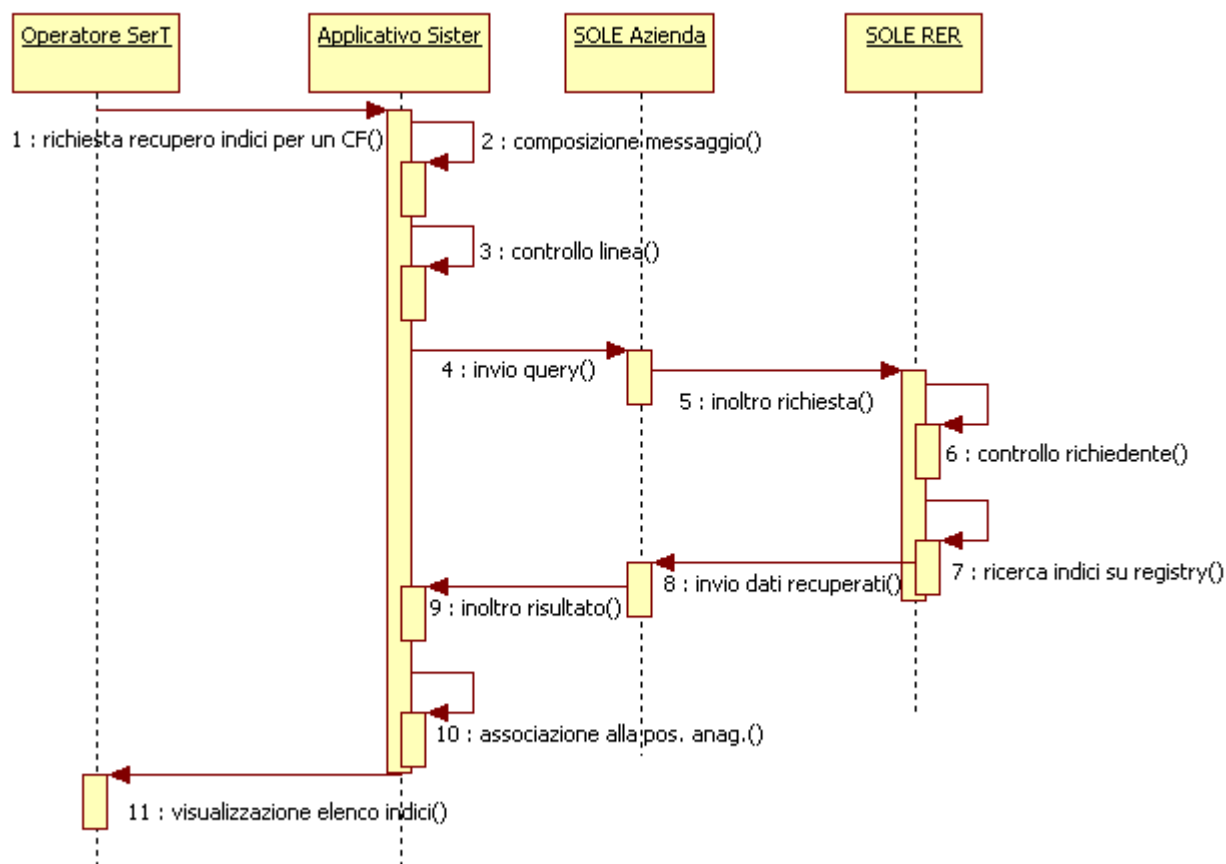 Operatore SerT
Applicativo Sister
SOLE Azienda
SOLE RER
1 : richiesta recupero indici per un CF()
2 : composizione messaggio()
3 : controllo linea()
4 : invio query()
5 : inoltro richiesta()
6 : controllo richiedente()
7 : ricerca indici su registry()
8 : invio dati recuperati()
9 : inoltro risultato()
10 : associazione alla pos. anag.()
11 : visualizzazione elenco indici()